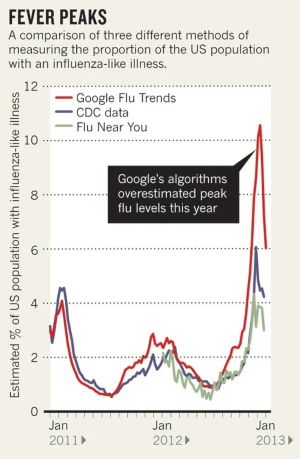 FEVER PEAKS
A comparison of three different methods of
measuring the proportion of the US population
with an influenza-like illness.
Estimated % of US population with influenza-like illness
12
10
8
6
4
2
0
Google Flu Trends
CDC data
Flu Near You
Google's algorithms
overestimated peak
flu levels this year
Jan Jan Jan
2011 2012 2013